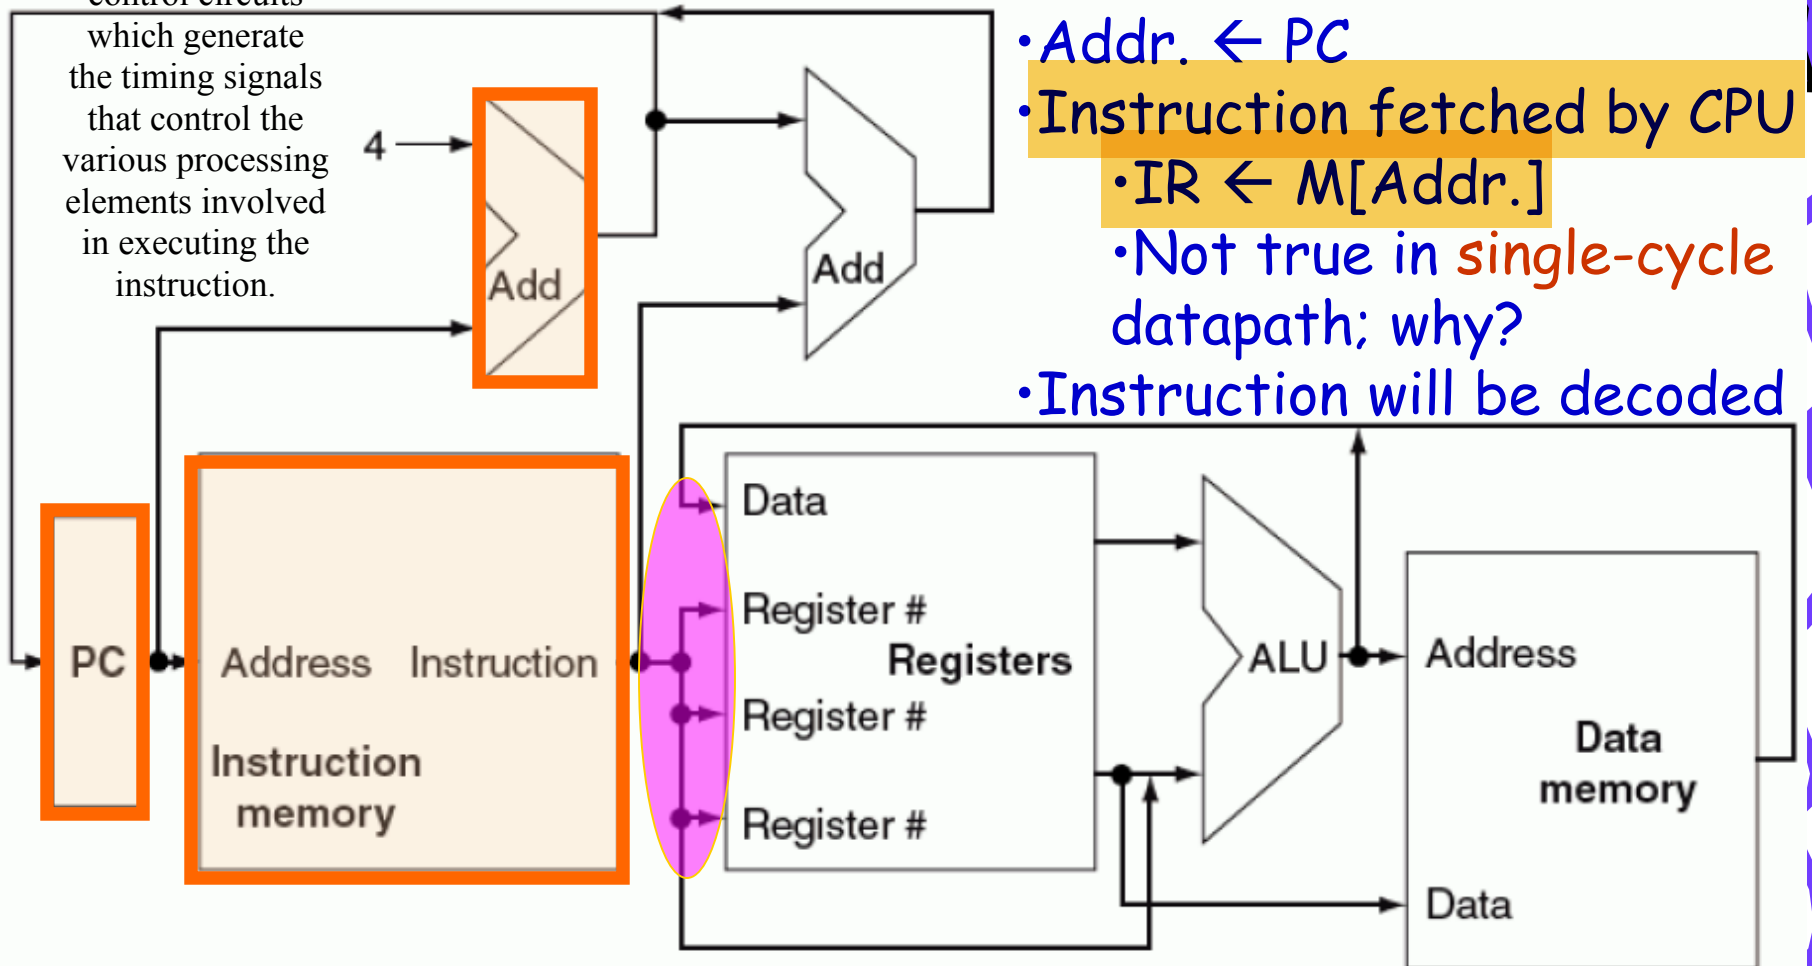 control circuits
which generate
the timing signals
that control the
various processing
elements involved
in executing the
instruction.
•Addr. ← PC
•Instruction fetched by CPU
•IR ← M[Addr.]
•Not true in single-cycle
datapath; why?
•Instruction will be decoded
4
Add
Add
PC
Address Instruction
Instruction
memory
Data
Register #
Registers
Register #
Register #
ALU
Address
Data
memory
Data